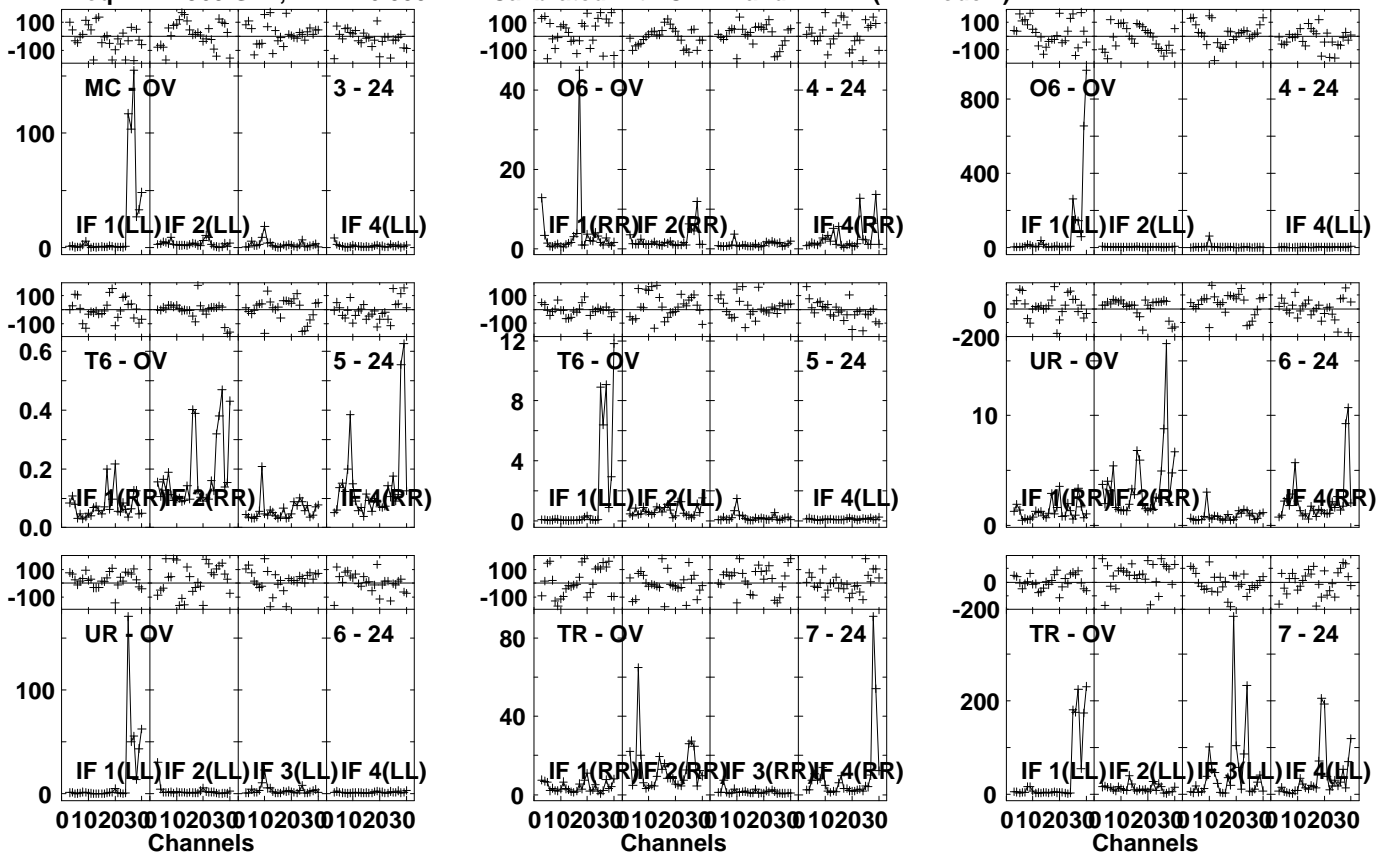 100
-100
MC - OV
3 - 24
100
0
IF 1(LL)
IF 2(LL)
IF 4(LL)
100
-100
O6 - OV
4 - 24
40
20
0
IF 1(RR)
IF 2(RR)
IF 4(RR)
100
-100
O6 - OV
4 - 24
800
400
0
IF 1(LL)
IF 2(LL)
IF 4(LL)
100
-100
T6 - OV
5 - 24
0.6
0.4
0.2
0.0
IF 1(RR)
IF 2(RR)
IF 4(RR)
100
-100
T6 - OV
5 - 24
12
8
4
0
IF 1(LL)
IF 2(LL)
IF 4(LL)
0
-200
UR - OV
6 - 24
10
0
IF 1(RR)
IF 2(RR)
IF 4(RR)
100
-100
UR - OV
6 - 24
100
0
IF 1(LL)
IF 2(LL)
IF 3(LL)
IF 4(LL)
0102030 0102030 0102030 0102030
Channels
100
-100
TR - OV
7 - 24
80
40
0
IF 1(RR)
IF 2(RR)
IF 3(RR)
IF 4(RR)
0102030 0102030 0102030 0102030
Channels
0
-200
TR - OV
7 - 24
200
0
IF 1(LL)
IF 2(LL)
IF 3(LL)
IF 4(LL)
0102030 0102030 0102030 0102030
Channels